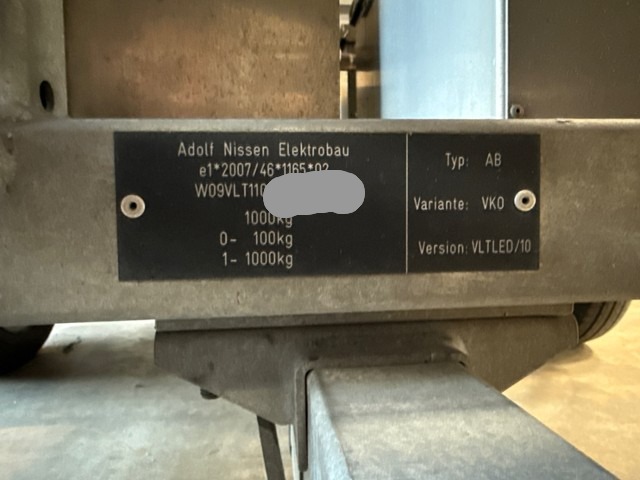 Adolf Nissen Elektrobau
e1*2007/46*1165*02
W09VLT110
1000kg
0- 100kg
1- 1000kg
Typ: AB
Variante: VKO
Version: VLTLED/10